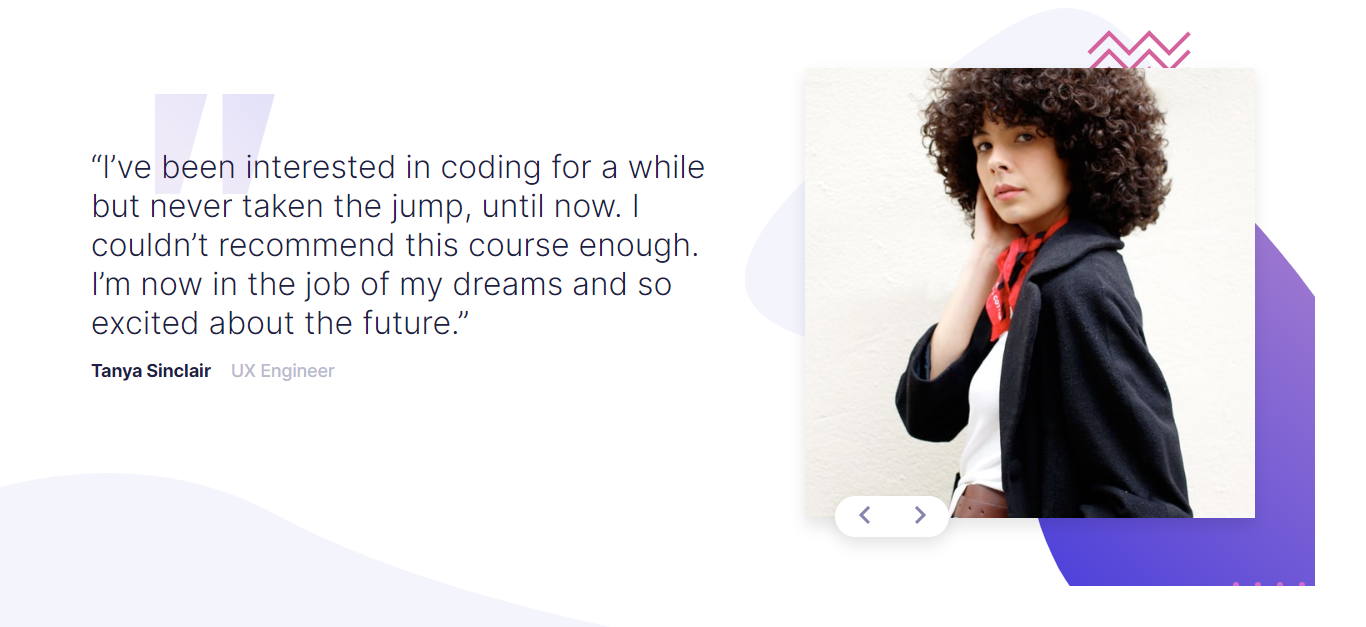 “I’ve been interested in coding for a while
but never taken the jump, until now. I
couldn’t recommend this course enough.
I’m now in the job of my dreams and so
excited about the future.”
Tanya Sinclair UX Engineer